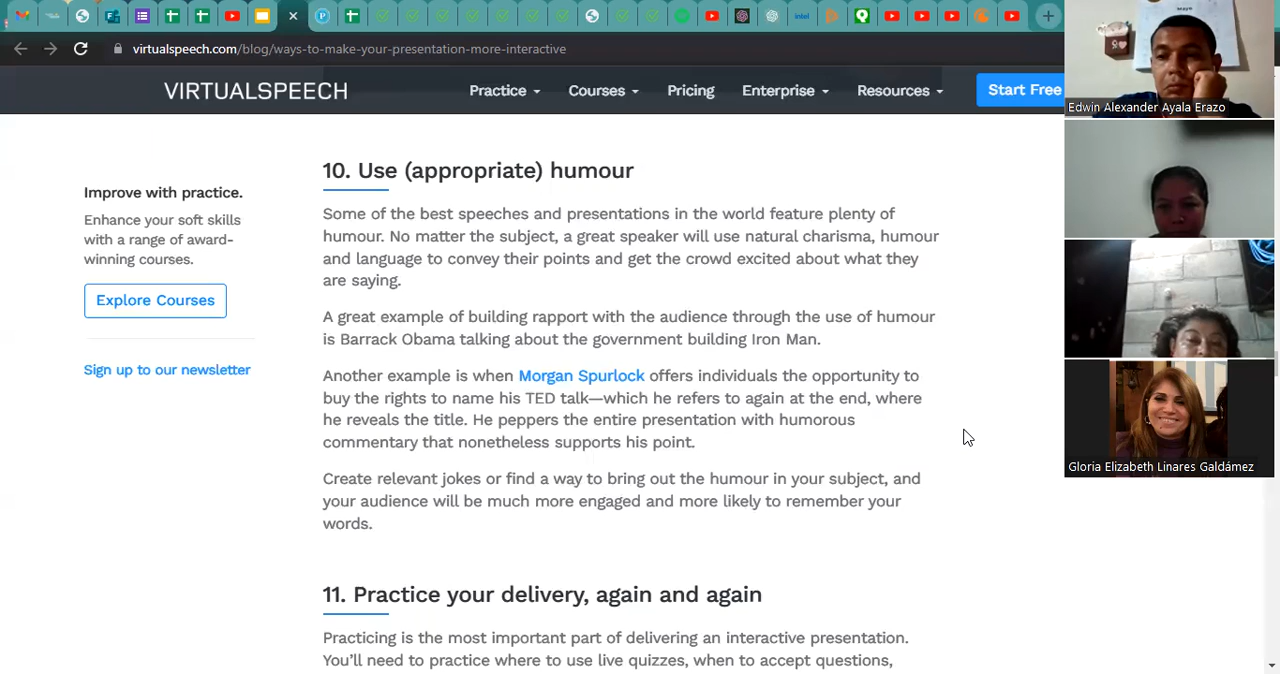 virtualspeech.com/blog/ways-to-make-your-presentation-more-interactive
VIRTUALSPEECH
Practice
Courses
Pricing
Enterprise
Resources
Start Free
Improve with practice.
Enhance your soft skills
with a range of award-
winning courses.
Explore Courses
Sign up to our newsletter
10. Use (appropriate) humour
Some of the best speeches and presentations in the world feature plenty of
humour. No matter the subject, a great speaker will use natural charisma, humour
and language to convey their points and get the crowd excited about what they
are saying.
A great example of building rapport with the audience through the use of humour
is Barrack Obama talking about the government building Iron Man.
Another example is when Morgan Spurlock offers individuals the opportunity to
buy the rights to name his TED talk—which he refers to again at the end, where
he reveals the title. He peppers the entire presentation with humorous
commentary that nonetheless supports his point.
Create relevant jokes or find a way to bring out the humour in your subject, and
your audience will be much more engaged and more likely to remember your
words.
11. Practice your delivery, again and again
Practicing is the most important part of delivering an interactive presentation.
You'll need to practice where to use live quizzes, when to accept questions,
Edwin Alexander Ayala Erazo
Gloria Elizabeth Linares Galdámez